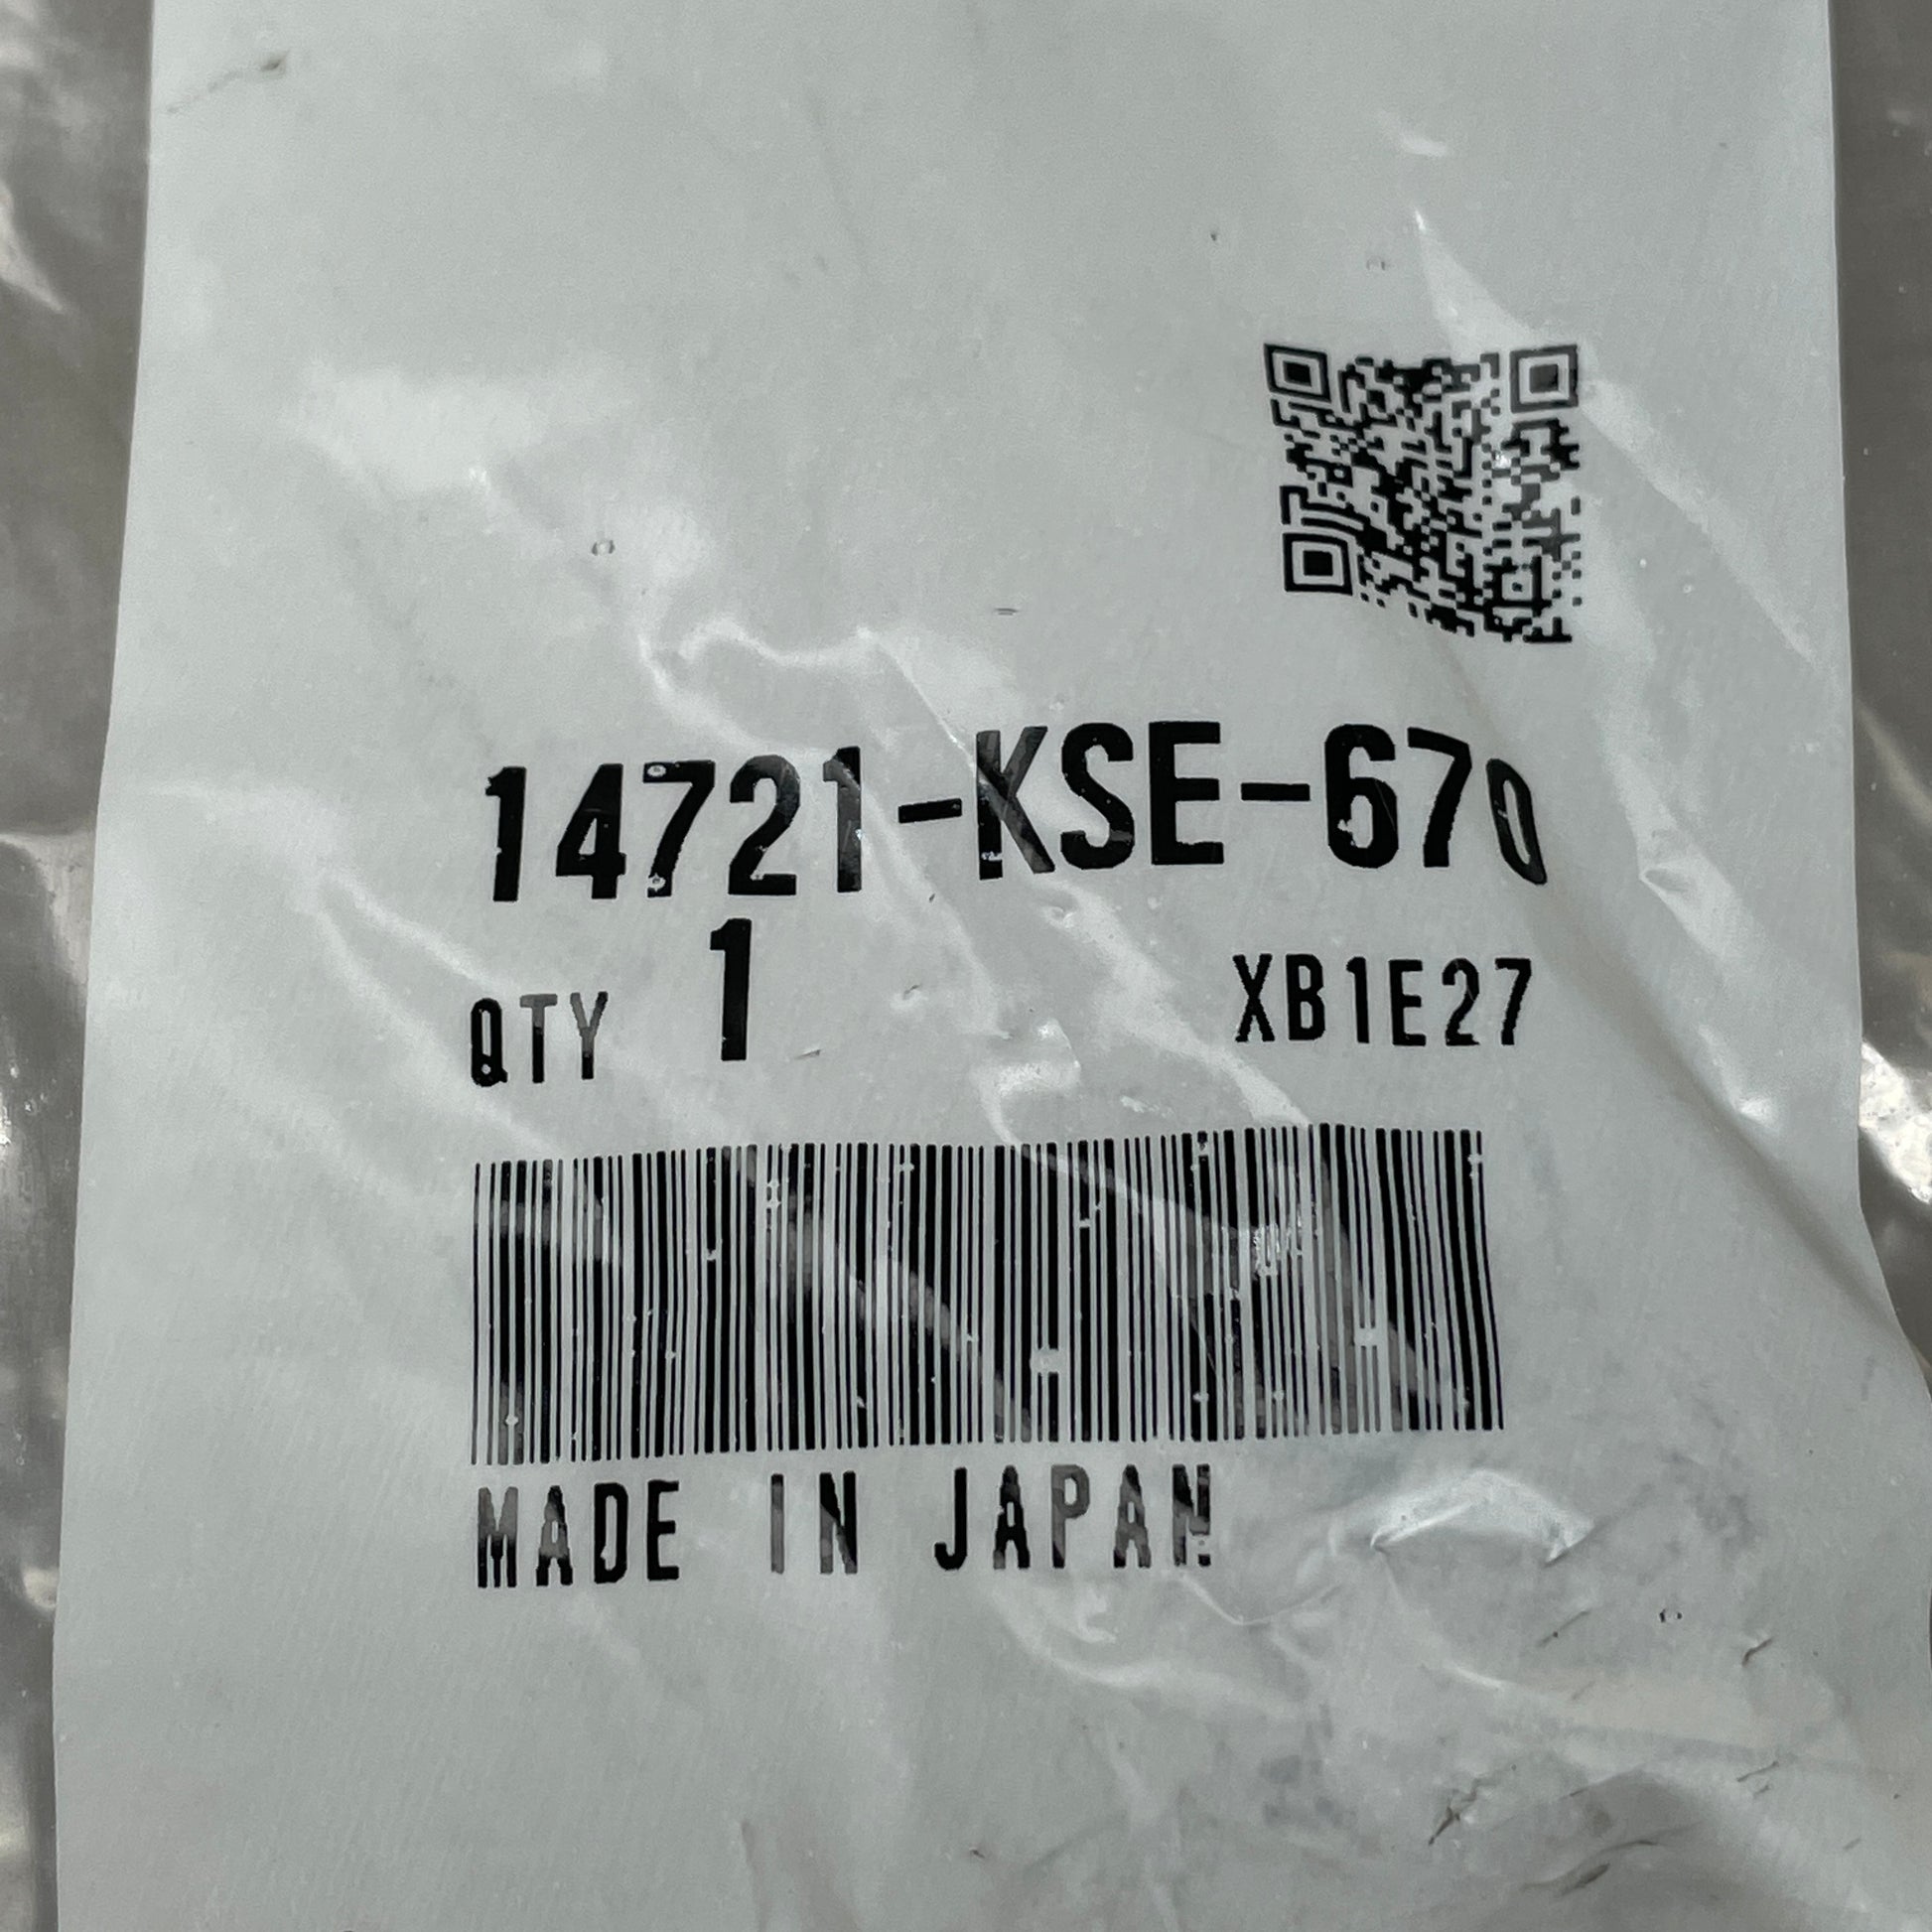 14721-KSE-670
QTY 1 XB1E27
MADE IN JAPAN